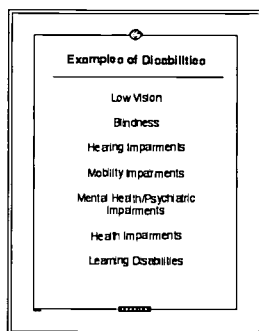 Examples of Disabilities
Low Vision
Blindness
Hearing Impairments
Mobility Impairments
Mental Health/Psychiatric
Impairments
Health Impairments
Learning Disabilities